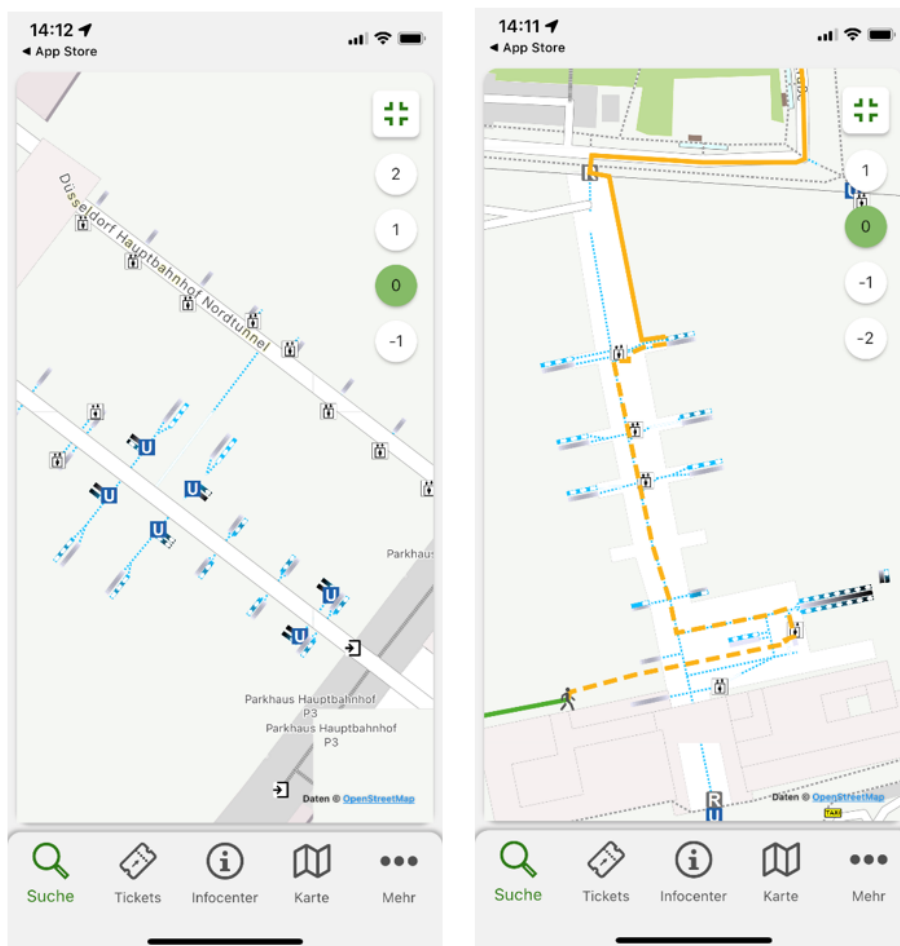 14:12
◀ App Store
2
1
0
-1
Düsseldorf Hauptbahnhof Nordtunnel
U
U
U
U
U
U
Parkhaus
Parkhaus Hauptbahnhof
P3
Parkhaus Hauptbahnhof
P3
Daten © OpenStreetMap
Suche
Tickets
Infocenter
Karte
Mehr
14:11
◀ App Store
1
U
0
-1
-2
R
U
Daten © OpenStreetMap
TAXI
Suche
Tickets
Infocenter
Karte
Mehr